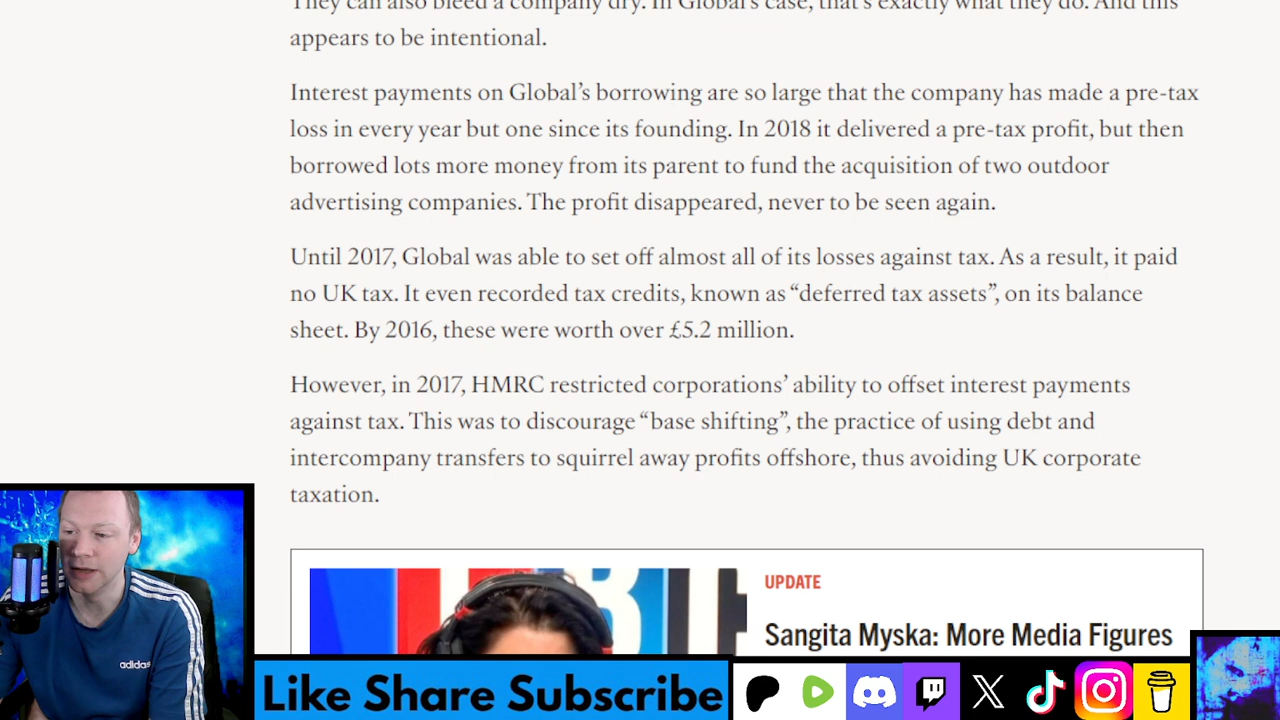 They can also bleed a company dry. In Global's case, that's exactly what they do. And this
appears to be intentional.
Interest payments on Global’s borrowing are so large that the company has made a pre-tax
loss in every year but one since its founding. In 2018 it delivered a pre-tax profit, but then
borrowed lots more money from its parent to fund the acquisition of two outdoor
advertising companies. The profit disappeared, never to be seen again.
Until 2017, Global was able to set off almost all of its losses against tax. As a result, it paid
no UK tax. It even recorded tax credits, known as “deferred tax assets”, on its balance
sheet. By 2016, these were worth over £5.2 million.
However, in 2017, HMRC restricted corporations’ ability to offset interest payments
against tax. This was to discourage “base shifting”, the practice of using debt and
intercompany transfers to squirrel away profits offshore, thus avoiding UK corporate
taxation.
UPDATE
Sangita Myska: More Media Figures
adidas
Like Share Subscribe